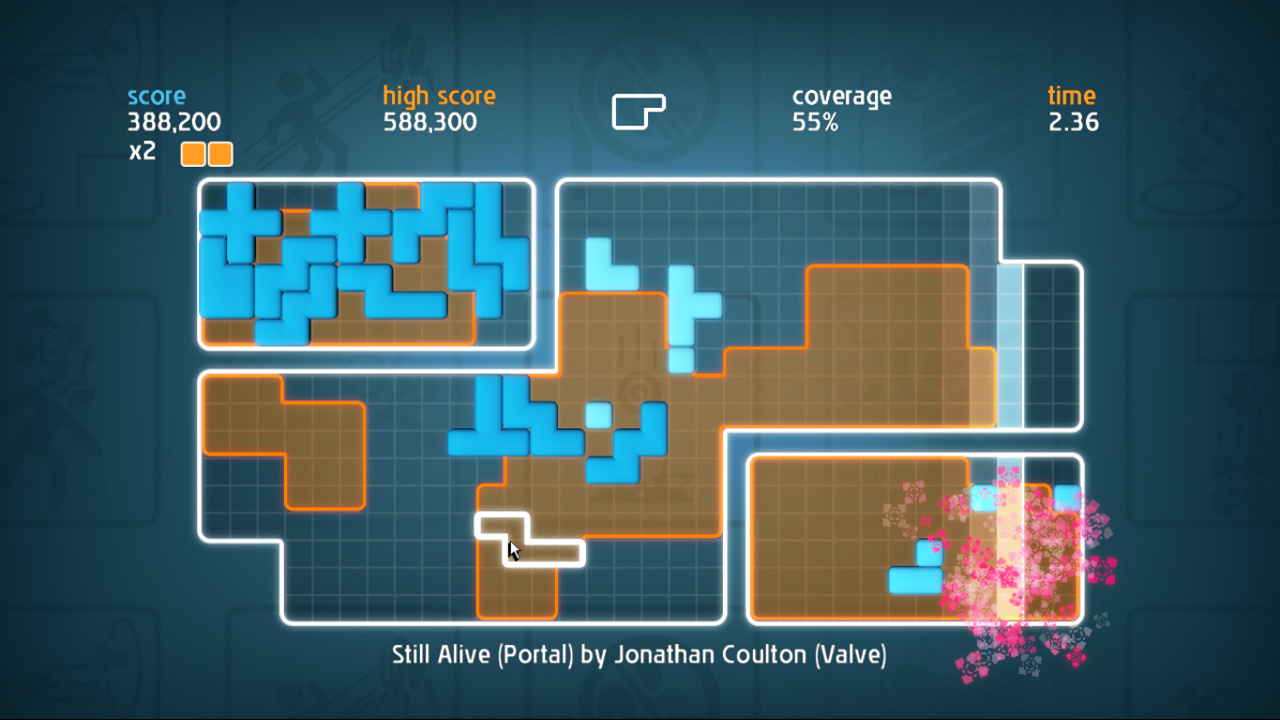 score
388,200
x2
high score
588,300
coverage
55%
time
2.36
Still Alive (Portal) by Jonathan Coulton (Valve)